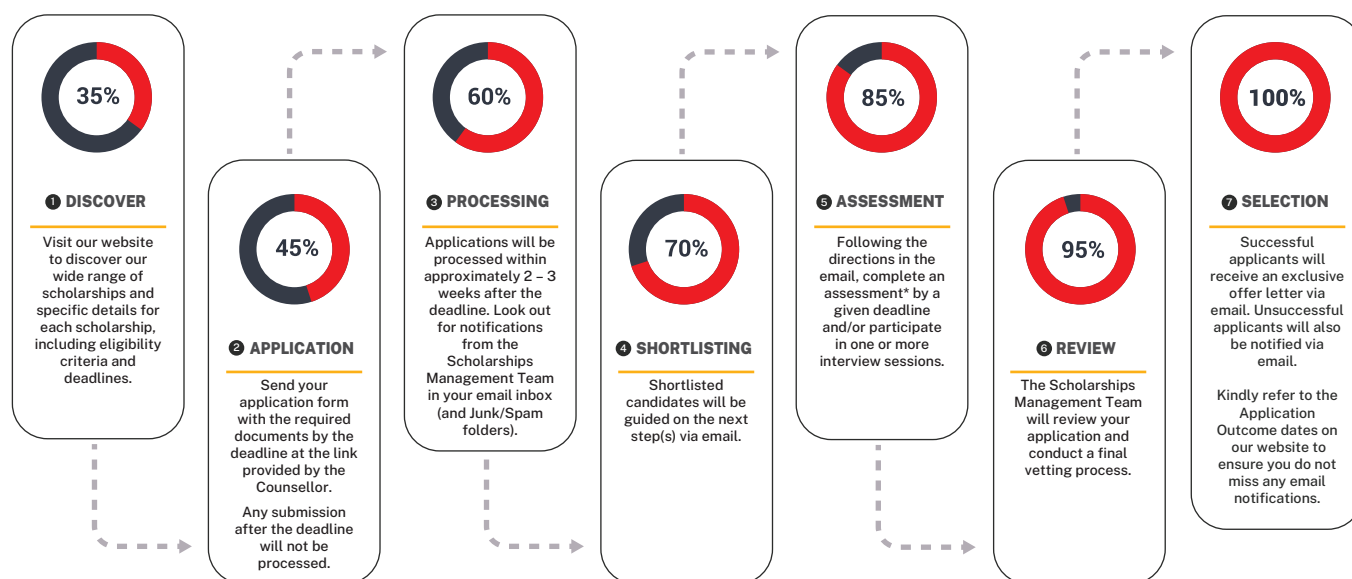 35%
1 DISCOVER
Visit our website
to discover our
wide range of
scholarships and
specific details for
each scholarship,
including eligibility
criteria and
deadlines.
45%
2 APPLICATION
Send your
application form
with the required
documents by the
deadline at the link
provided by the
Counsellor.
Any submission
after the deadline
will not be
processed.
60%
3 PROCESSING
Applications will be
processed within
approximately 2 – 3
weeks after the
deadline. Look out
for notifications
from the
Scholarships
Management Team
in your email inbox
(and Junk/Spam
folders).
70%
4 SHORTLISTING
Shortlisted
candidates will be
guided on the next
step(s) via email.
85%
5 ASSESSMENT
Following the
directions in the
email, complete an
assessment* by a
given deadline
and/or participate
in one or more
interview sessions.
95%
6 REVIEW
The Scholarships
Management Team
will review your
application and
conduct a final
vetting process.
100%
7 SELECTION
Successful
applicants will
receive an exclusive
offer letter via
email. Unsuccessful
applicants will also
be notified via
email.
Kindly refer to the
Application
Outcome dates on
our website to
ensure you do not
miss any email
notifications.